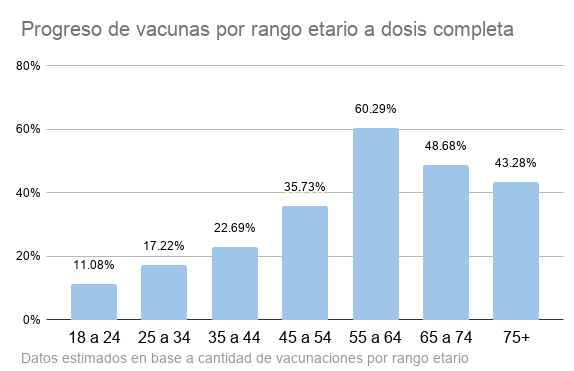 Progreso de vacunas por rango etario a dosis completa
80%
60%
40%
20%
0%
11.08%
17.22%
22.69%
35.73%
60.29%
48.68%
43.28%
18 a 24
25 a 34
35 a 44
45 a 54
55 a 64
65 a 74
75+
Datos estimados en base a cantidad de vacunaciones por rango etario